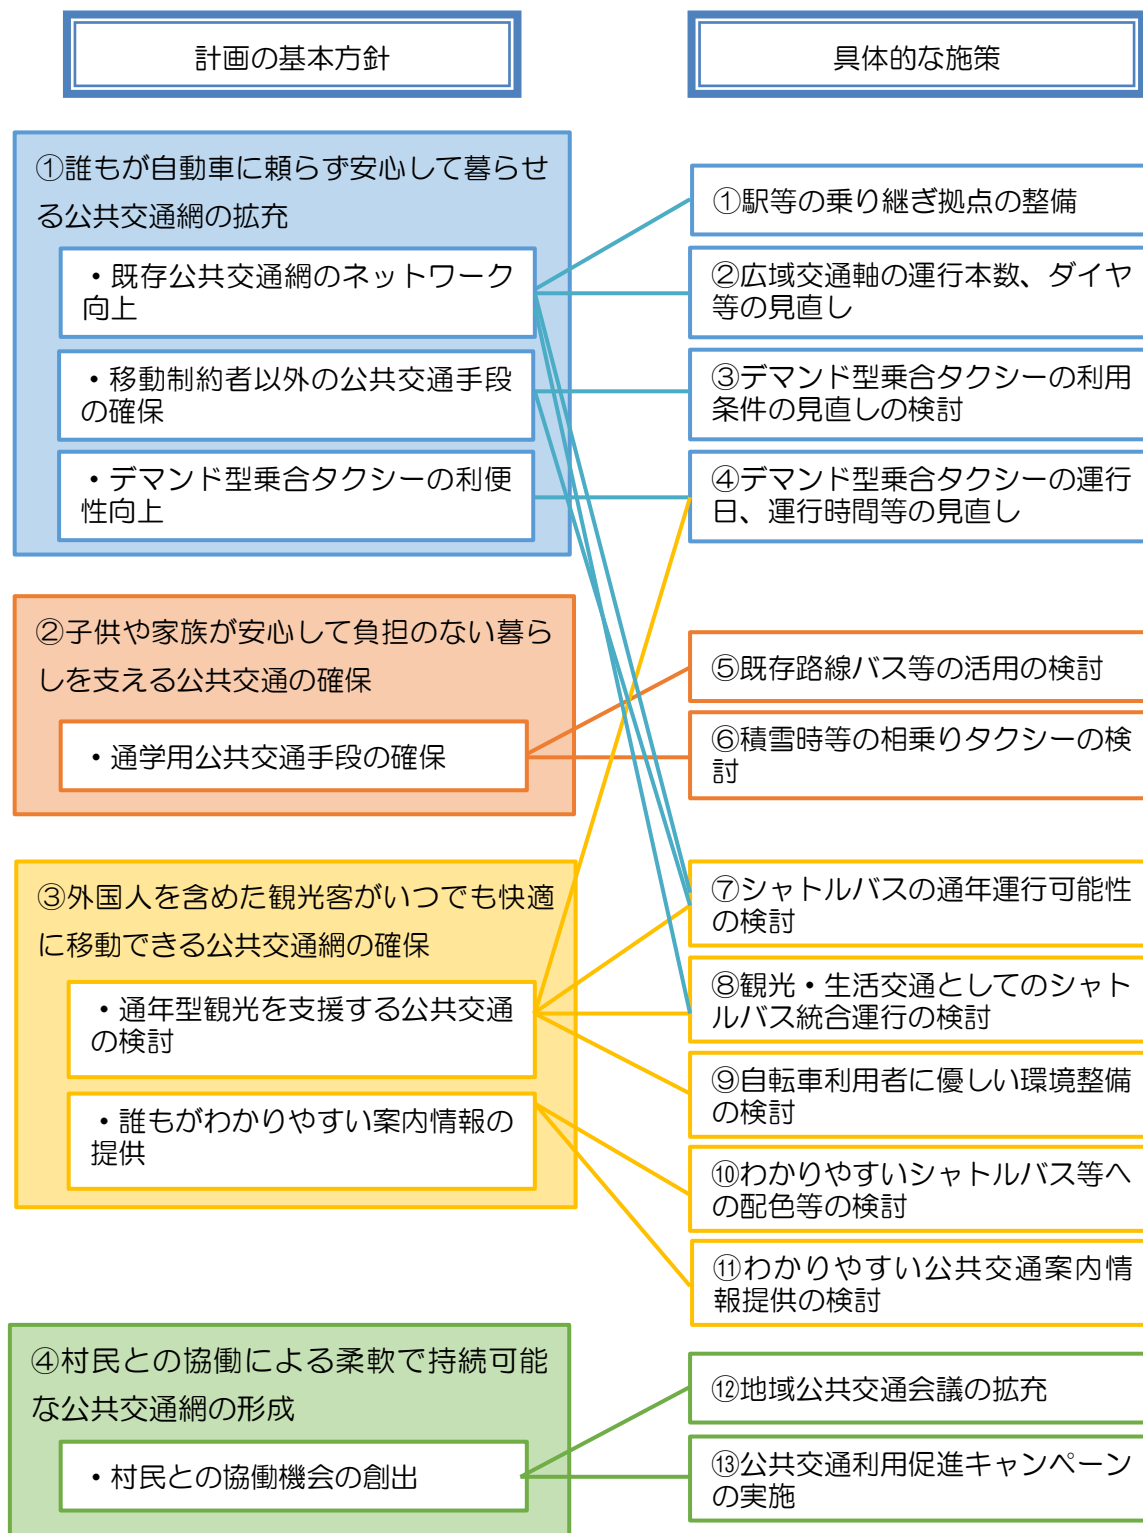 計画の基本方針
具体的な施策
①誰もが自動車に頼らず安心して暮らせ
る公共交通網の拡充
・既存公共交通網のネットワーク
向上
・移動制約者以外の公共交通手段
の確保
・デマンド型乗合タクシーの利便
性向上
①駅等の乗り継ぎ拠点の整備
②広域交通軸の運行本数、ダイヤ
等の見直し
③デマンド型乗合タクシーの利用
条件の見直しの検討
④デマンド型乗合タクシーの運行
日、運行時間等の見直し
②子供や家族が安心して負担のない暮ら
しを支える公共交通の確保
・通学用公共交通手段の確保
⑤既存路線バス等の活用の検討
⑥積雪時等の相乗りタクシーの検
討
③外国人を含めた観光客がいつでも快適
に移動できる公共交通網の確保
・通年型観光を支援する公共交通
の検討
・誰もがわかりやすい案内情報の
提供
⑦シャトルバスの通年運行可能性
の検討
⑧観光・生活交通としてのシャト
ルバス統合運行の検討
⑨自転車利用者に優しい環境整備
の検討
⑩わかりやすいシャトルバス等へ
の配色等の検討
⑪わかりやすい公共交通案内情
報提供の検討
④村民との協働による柔軟で持続可能
な公共交通網の形成
・村民との協働機会の創出
⑫地域公共交通会議の拡充
⑬公共交通利用促進キャンペーン
の実施